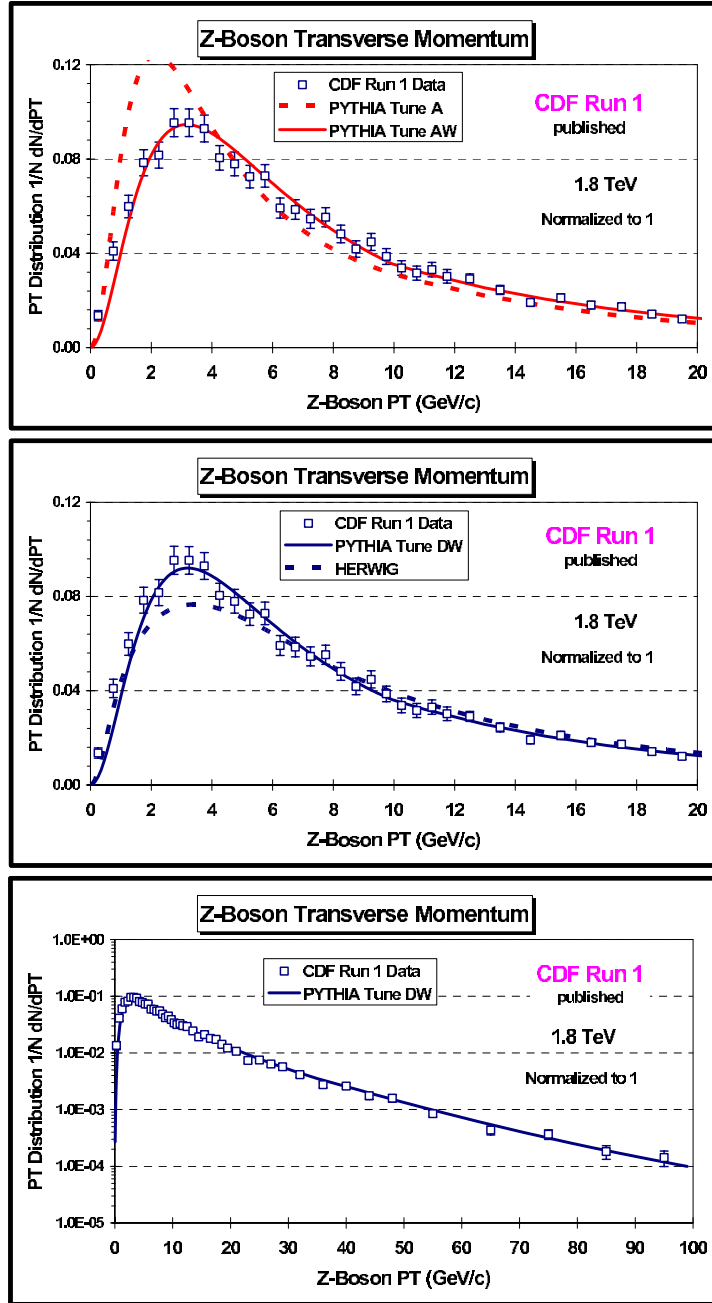 Z-Boson Transverse Momentum
0.12
0.08
0.04
0.00
PT Distribution 1/N dN/dPT
CDF Run 1 Data
PYTHIA Tune A
PYTHIA Tune AW
CDF Run 1
published
1.8 TeV
Normalized to 1
0 2 4 6 8 10 12 14 16 18 20
Z-Boson PT (GeV/c)
Z-Boson Transverse Momentum
0.12
0.08
0.04
0.00
PT Distribution 1/N dN/dPT
CDF Run 1 Data
PYTHIA Tune DW
HERWIG
CDF Run 1
published
1.8 TeV
Normalized to 1
0 2 4 6 8 10 12 14 16 18 20
Z-Boson PT (GeV/c)
Z-Boson Transverse Momentum
1.0E+00
1.0E-01
1.0E-02
1.0E-03
1.0E-04
1.0E-05
PT Distribution 1/N dN/dPT
CDF Run 1 Data
PYTHIA Tune DW
CDF Run 1
published
1.8 TeV
Normalized to 1
0 10 20 30 40 50 60 70 80 90 100
Z-Boson PT (GeV/c)